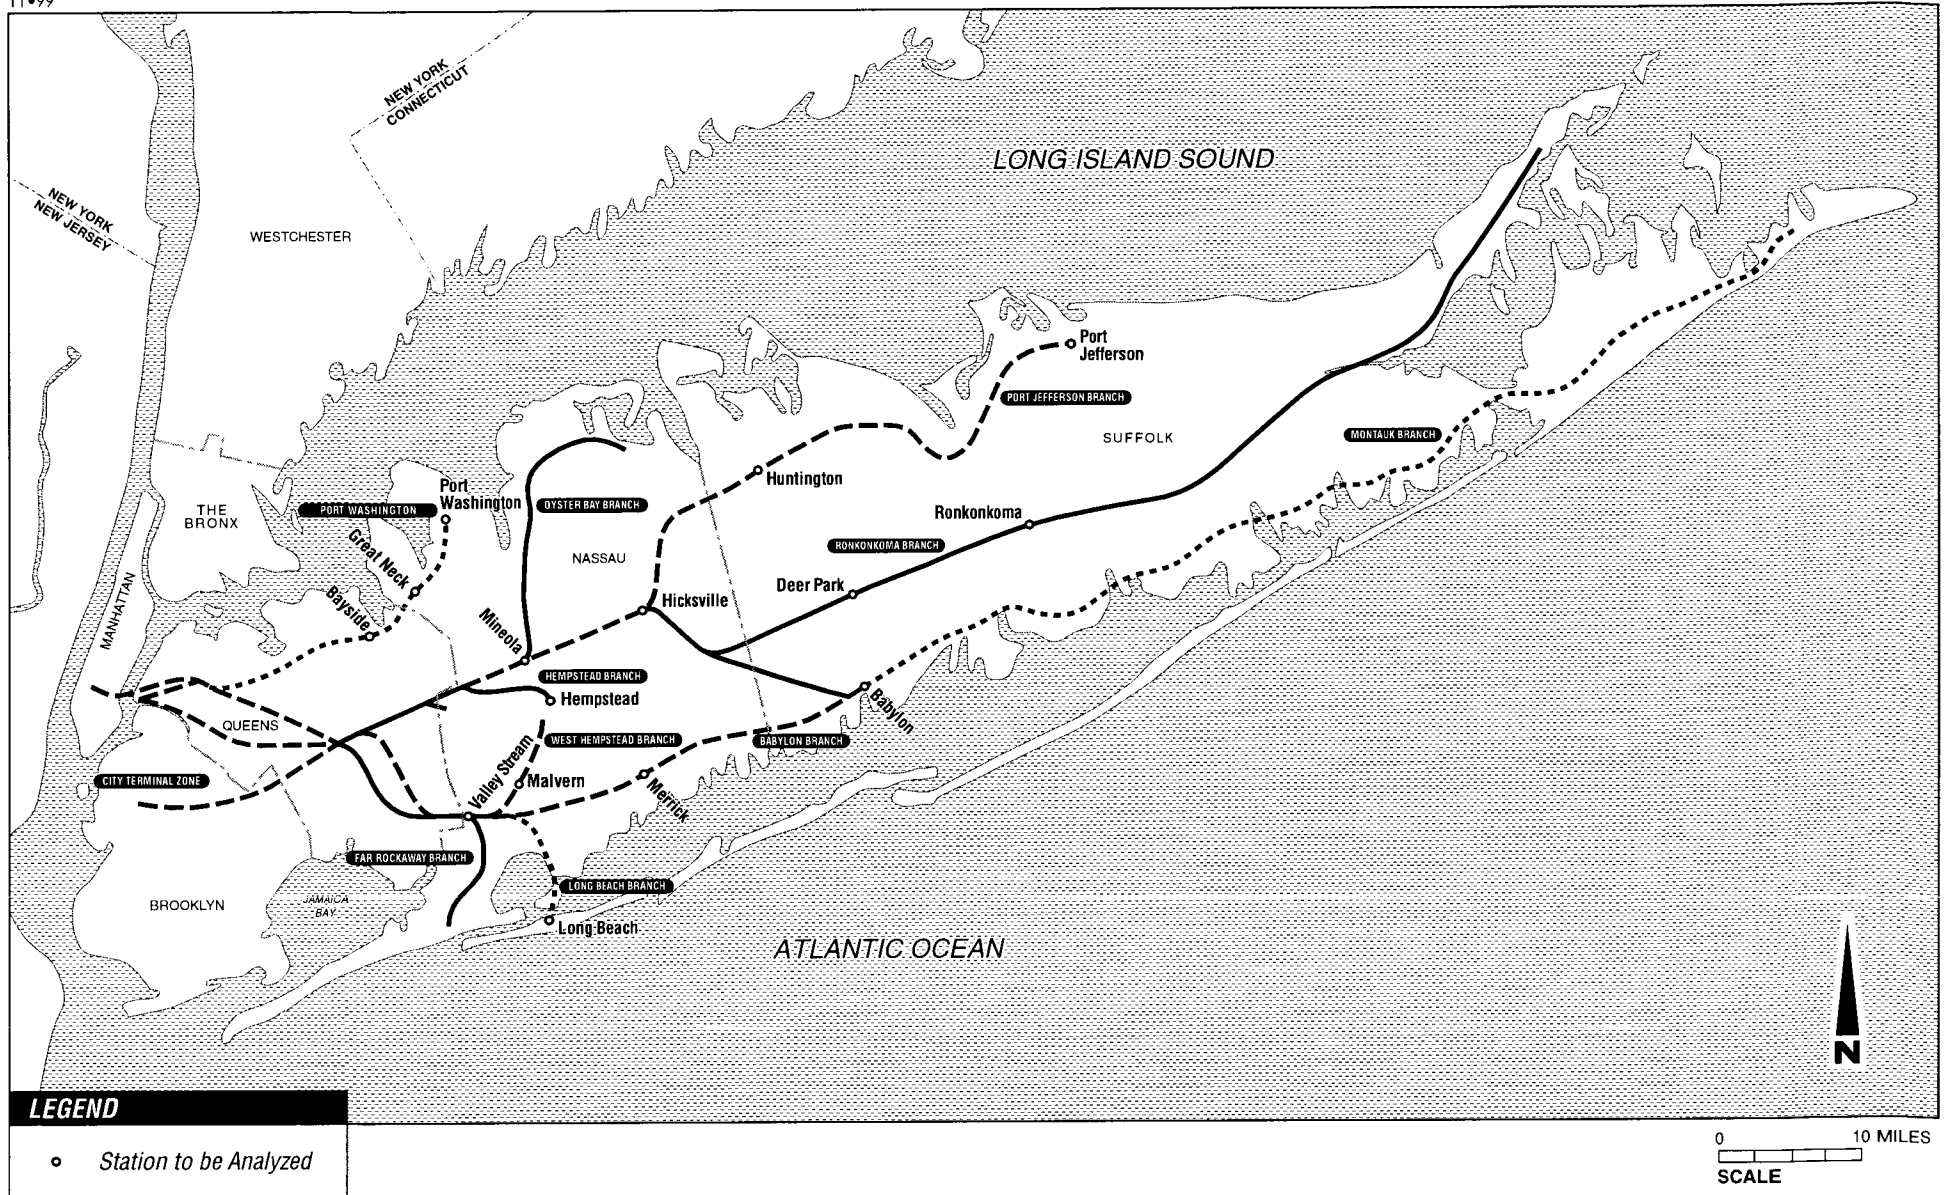 11•99
NEW YORK
CONNECTICUT
LONG ISLAND SOUND
NEW YORK
NEW JERSEY
WESTCHESTER
Port
Jefferson
PORT JEFFERSON BRANCH
SUFFOLK
MONTAUK BRANCH
Huntington
Port
Washington
PORT WASHINGTON
OYSTER BAY BRANCH
THE
BRONX
Ronkonkoma
RONKONKOMA BRANCH
Great Neck
NASSAU
Deer Park
Hicksville
Bayside
MANHATTAN
Mineola
HEMPSTEAD BRANCH
Hempstead
Babylon
QUEENS
WEST HEMPSTEAD BRANCH
BABYLON BRANCH
Valley Stream
Malvern
CITY TERMINAL ZONE
Merrick
FAR ROCKAWAY BRANCH
LONG BEACH BRANCH
BROOKLYN
JAMAICA
BAY
Long Beach
ATLANTIC OCEAN
N
LEGEND
Station to be Analyzed
0 10 MILES
SCALE